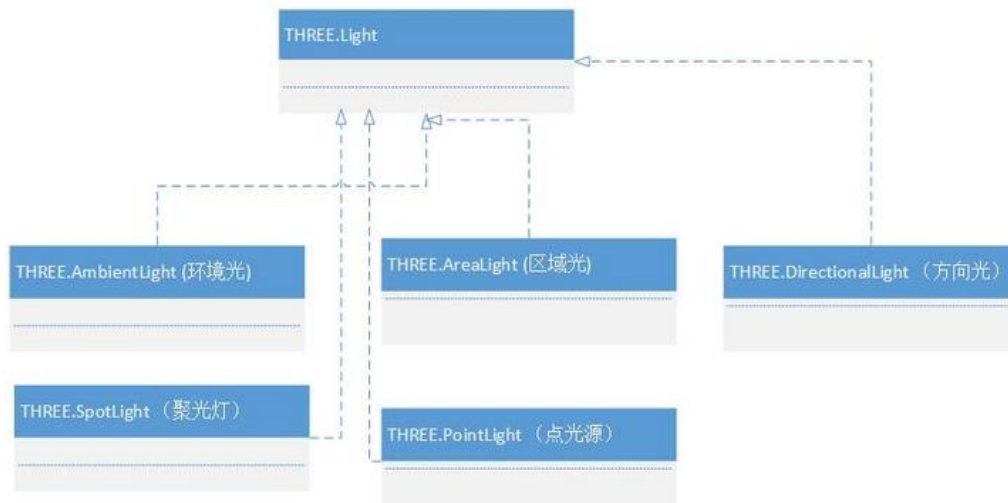 THREE.Light
THREE.AmbientLight (环境光)
THREE.AreaLight (区域光)
THREE.DirectionalLight （方向光）
THREE.SpotLight （聚光灯）
THREE.PointLight （点光源）